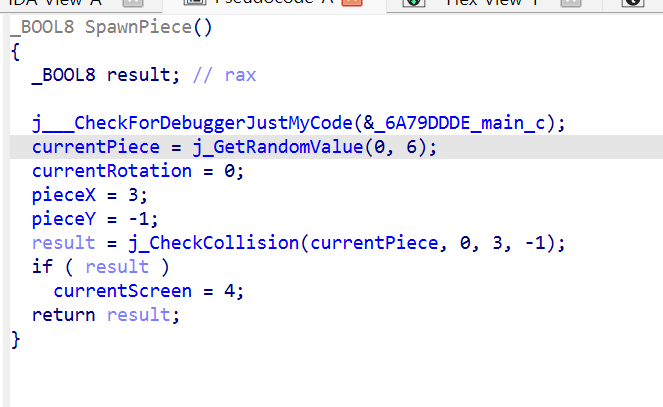 IDA View-A Pseudocode-A Hex View-1
_BOOL8 SpawnPiece()
{
_BOOL8 result; // rax
j___CheckForDebuggerJustMyCode(&_6A79DDDE_main_c);
currentPiece = j_GetRandomValue(0, 6);
currentRotation = 0;
pieceX = 3;
pieceY = -1;
result = j_CheckCollision(currentPiece, 0, 3, -1);
if ( result )
currentScreen = 4;
return result;
}